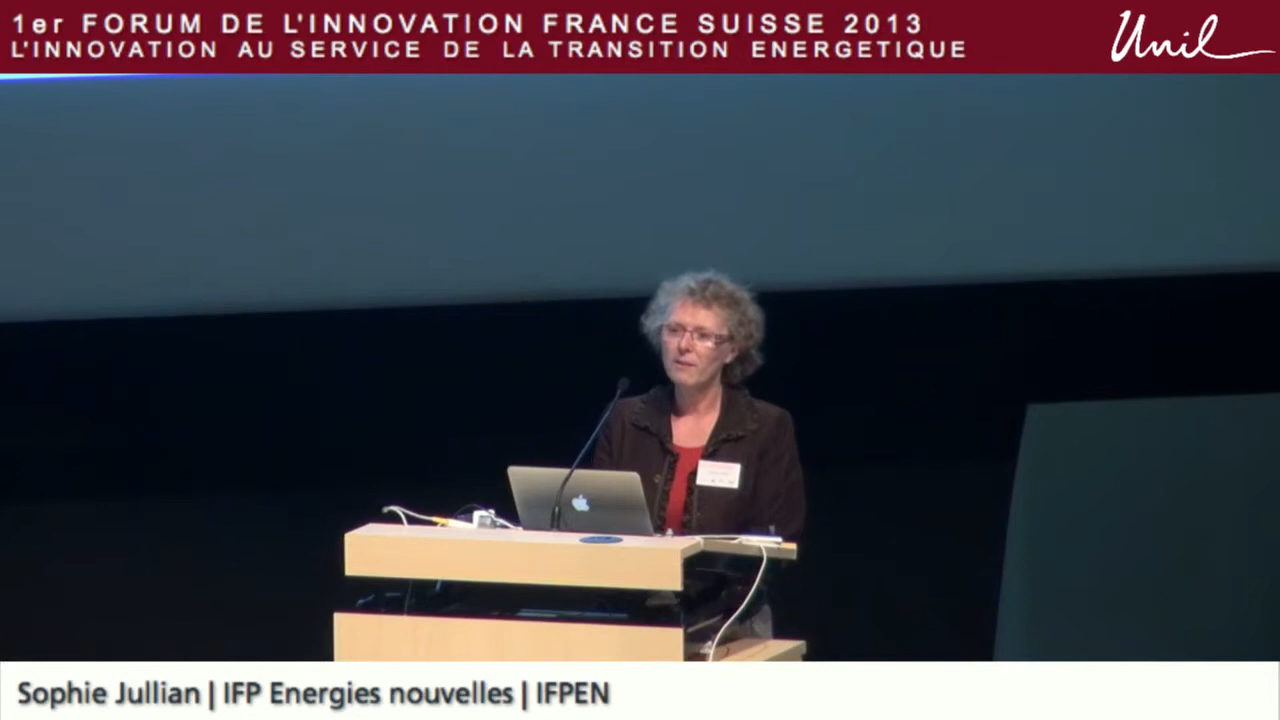 1er FORUM DE L'INNOVATION FRANCE SUISSE 2013
L'INNOVATION AU SERVICE DE LA TRANSITION ENERGETIQUE
Unil
Sophie Jullian | IFP Energies nouvelles | IFPEN